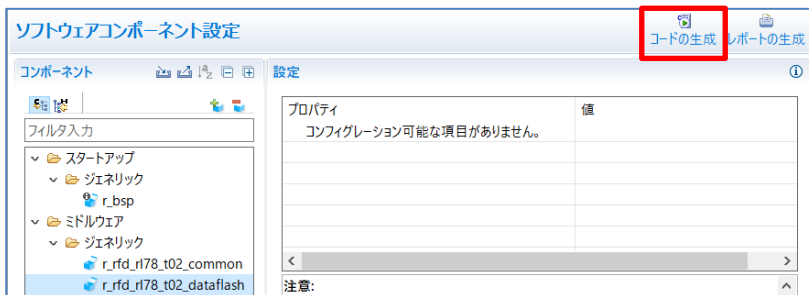 ソフトウェアコンポーネント設定
コードの生成 レポートの生成
コンポーネント
設定
フィルタ入力
スタートアップ
ジェネリック
r_bsp
ミドルウェア
ジェネリック
r_rfd_rl78_t02_common
r_rfd_rl78_t02_dataflash
プロパティ 値
コンフィグレーション可能な項目がありません。
注意: